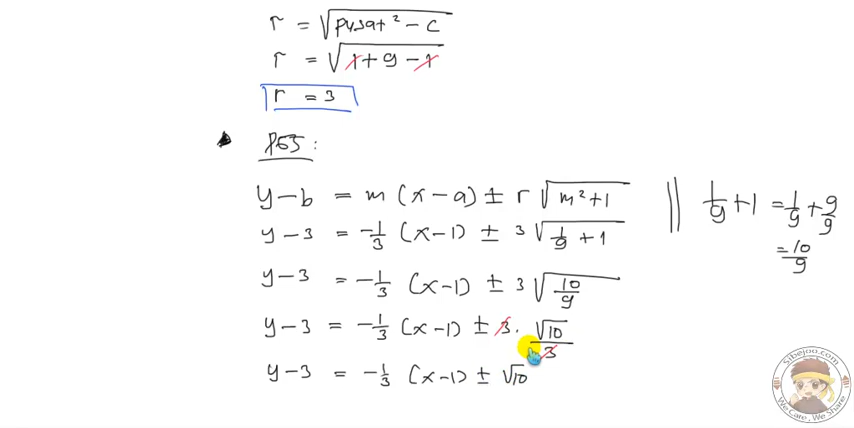 r = √(pusat² − c)
r = √(1 + 9 − 1)
r = 3
PGS :
y − b = m (x − a) ± r √(m² + 1)
y − 3 = −1/3 (x − 1) ± 3 √(1/9 + 1)
y − 3 = −1/3 (x − 1) ± 3 √(10/9)
y − 3 = −1/3 (x − 1) ± 3 · √10/3
y − 3 = −1/3 (x − 1) ± √10
|| 1/9 + 1 = 1/9 + 9/9
= 10/9
Sibejoo.com
We Care, We Share